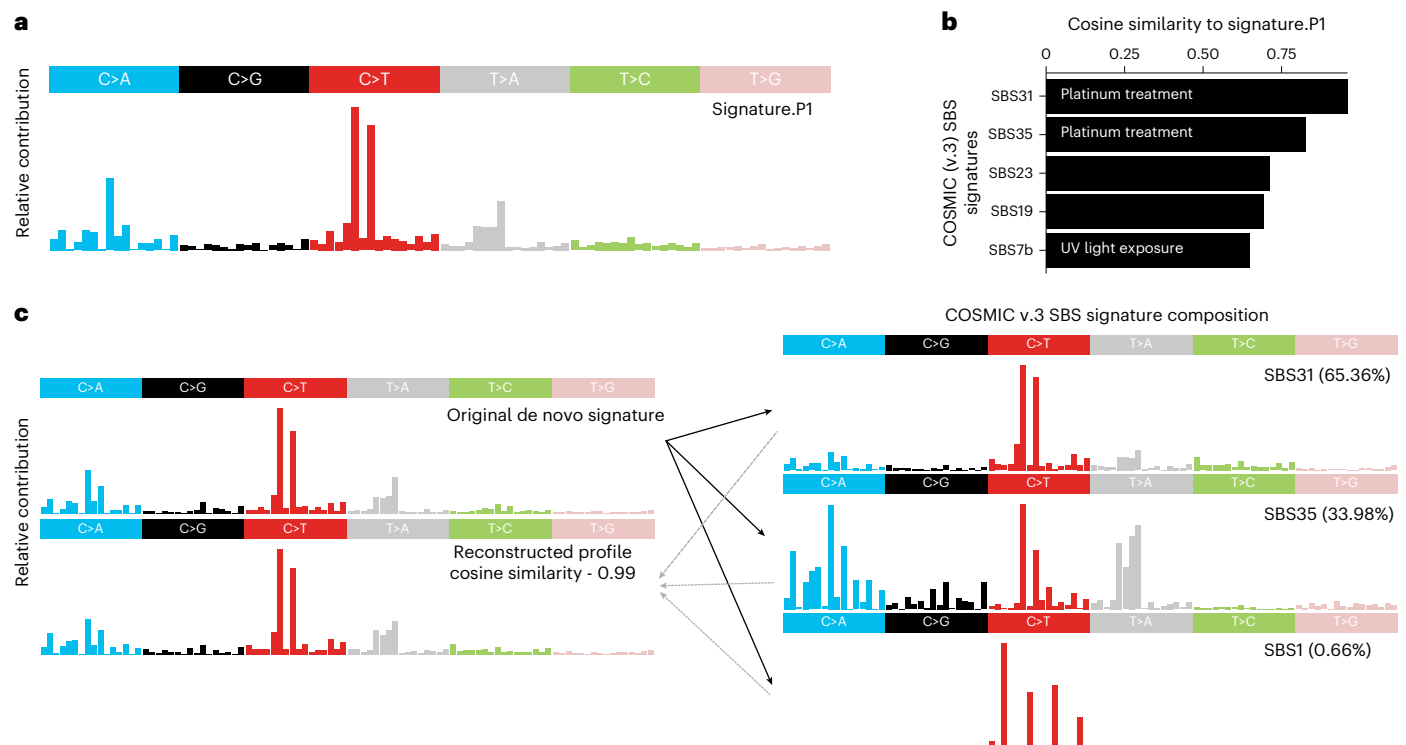 a
C>A C>G C>T T>A T>C T>G
Signature.P1
Relative contribution
b
Cosine similarity to signature.P1
0 0.25 0.50 0.75
COSMIC (v.3) SBS
signatures
SBS31 Platinum treatment
SBS35 Platinum treatment
SBS23
SBS19
SBS7b UV light exposure
c
Relative contribution
C>A C>G C>T T>A T>C T>G
Original de novo signature
C>A C>G C>T T>A T>C T>G
Reconstructed profile
cosine similarity - 0.99
COSMIC v.3 SBS signature composition
C>A C>G C>T T>A T>C T>G
SBS31 (65.36%)
C>A C>G C>T T>A T>C T>G
SBS35 (33.98%)
C>A C>G C>T T>A T>C T>G
SBS1 (0.66%)